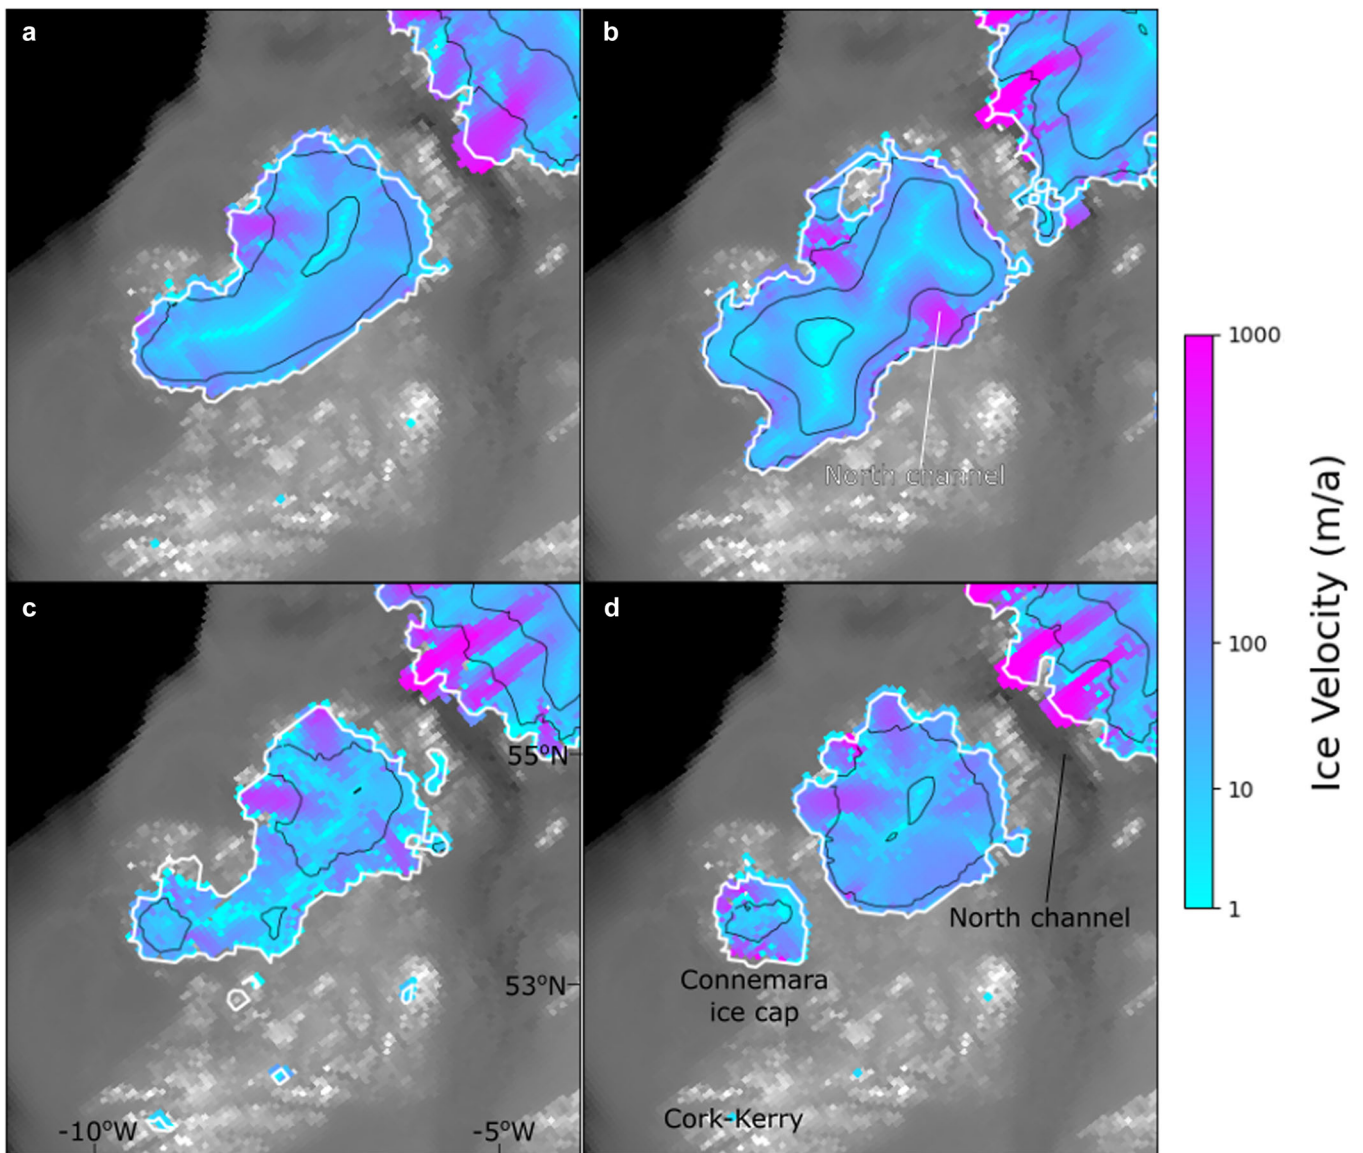 a
b
North channel
c
55°N
53°N
-10°W
-5°W
d
North channel
Connemara
ice cap
Cork-Kerry
1000
100
10
1
Ice Velocity (m/a)